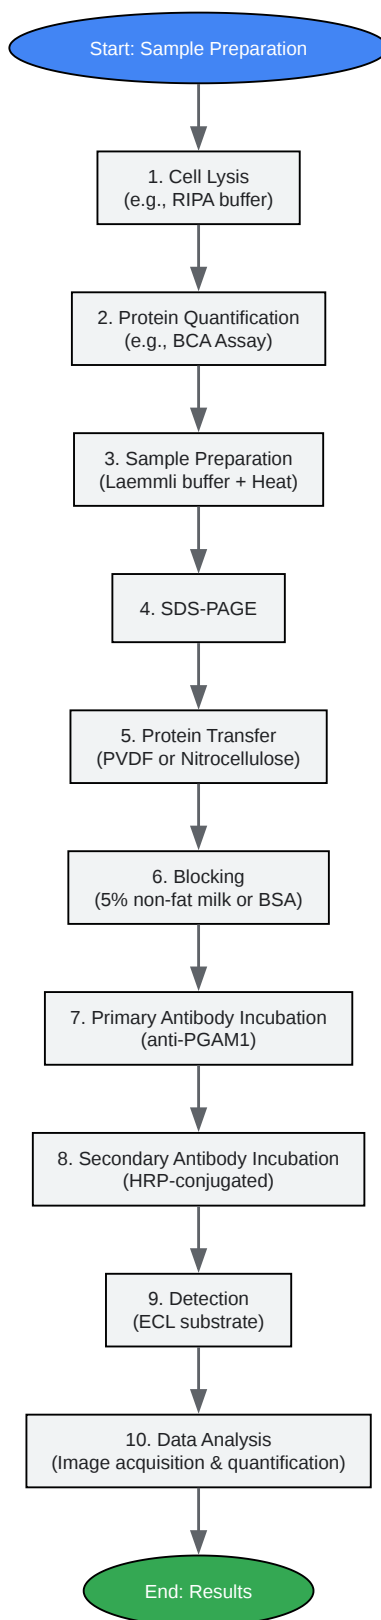 Start: Sample Preparation
1. Cell Lysis
(e.g., RIPA buffer)
2. Protein Quantification
(e.g., BCA Assay)
3. Sample Preparation
(Laemmli buffer + Heat)
4. SDS-PAGE
5. Protein Transfer
(PVDF or Nitrocellulose)
6. Blocking
(5% non-fat milk or BSA)
7. Primary Antibody Incubation
(anti-PGAM1)
8. Secondary Antibody Incubation
(HRP-conjugated)
9. Detection
(ECL substrate)
10. Data Analysis
(Image acquisition & quantification)
End: Results